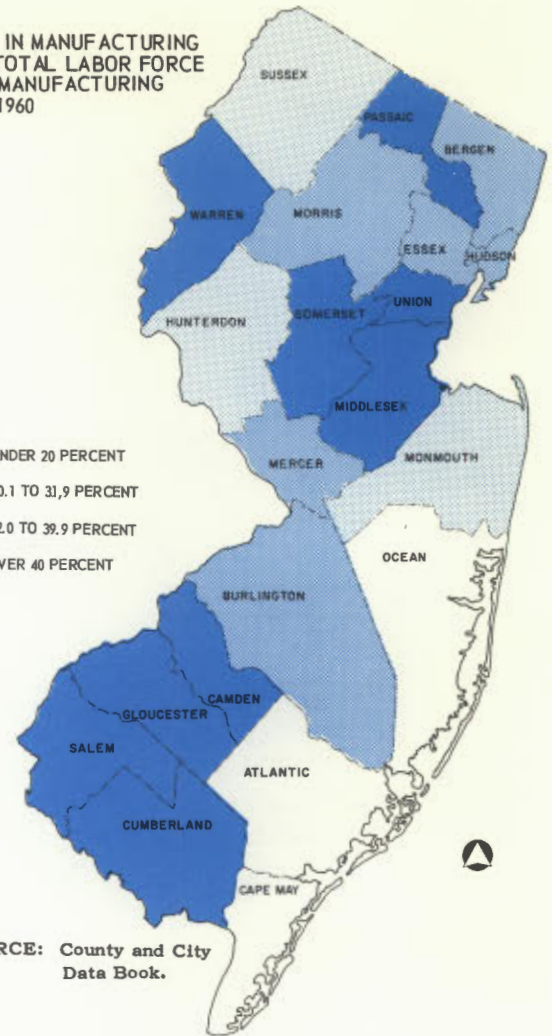 IN MANUFACTURING
TOTAL LABOR FORCE
MANUFACTURING
1960
SUSSEX
PASSAIC
BERGEN
WARREN
MORRIS
ESSEX
HUDSON
UNION
HUNTERDON
SOMERSET
MIDDLESEX
MERCER
MONMOUTH
NDER 20 PERCENT
0.1 TO 31,9 PERCENT
2.0 TO 39.9 PERCENT
VER 40 PERCENT
OCEAN
BURLINGTON
CAMDEN
GLOUCESTER
SALEM
ATLANTIC
CUMBERLAND
CAPE MAY
RCE: County and City
Data Book.